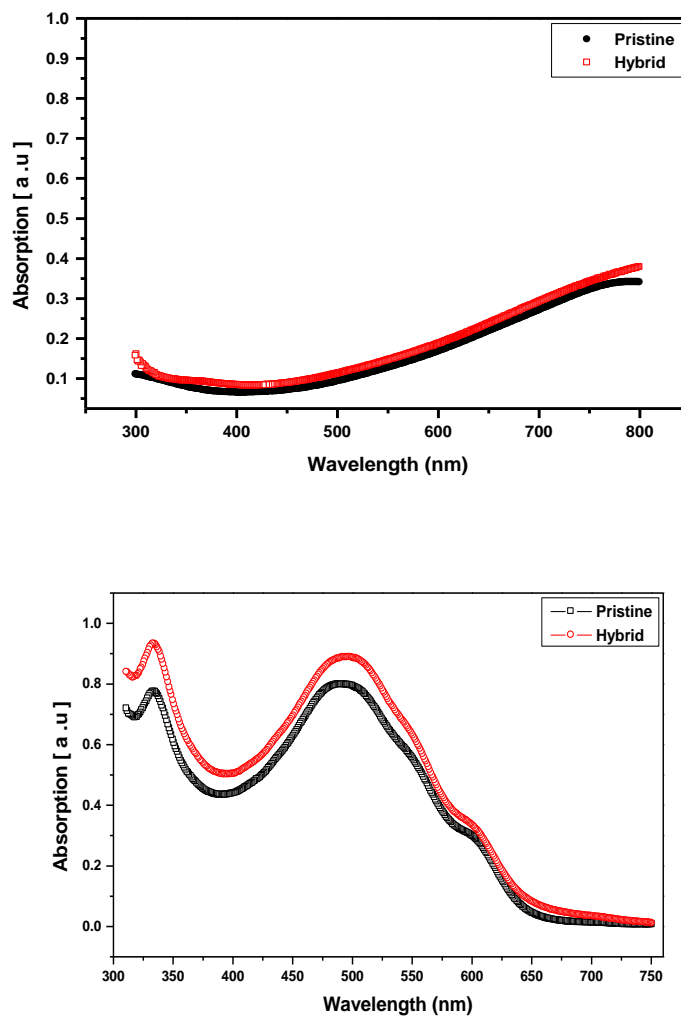 1.0
0.9
0.8
0.7
0.6
0.5
0.4
0.3
0.2
0.1
Absorption [ a .u ]
Pristine
Hybrid
300 400 500 600 700 800
Wavelength (nm)
1.0
0.8
0.6
0.4
0.2
0.0
Absorption [ a .u ]
Pristine
Hybrid
300 350 400 450 500 550 600 650 700 750
Wavelength (nm)